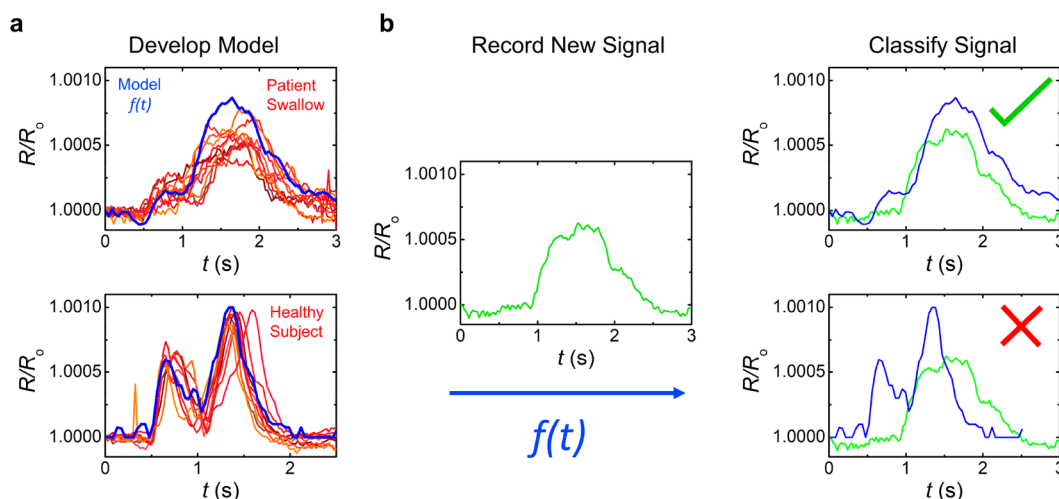 a
Develop Model
1.0010
1.0005
1.0000
R/Ro
Model
f(t)
Patient
Swallow
0 1 2 3
t (s)
1.0010
1.0005
1.0000
R/Ro
Healthy
Subject
0 1 2
t (s)
b
Record New Signal
1.0010
1.0005
1.0000
R/Ro
0 1 2 3
t (s)
f(t)
Classify Signal
1.0010
1.0005
1.0000
R/Ro
0 1 2 3
t (s)
1.0010
1.0005
1.0000
R/Ro
0 1 2 3
t (s)